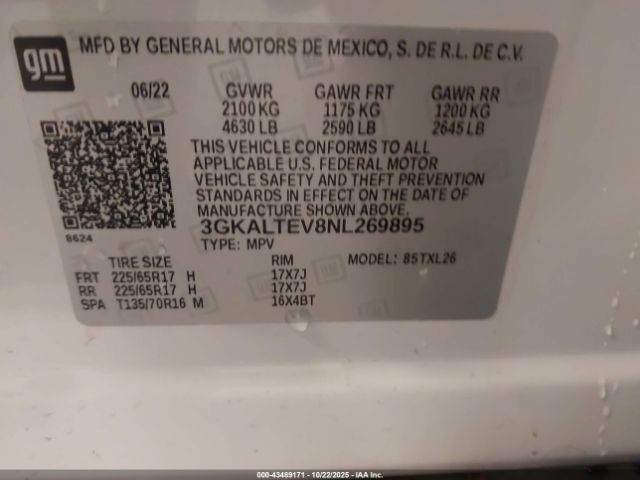 gm
MFD BY GENERAL MOTORS DE MEXICO, S. DE R.L. DE C.V.
06/22 GVWR GAWR FRT GAWR RR
2100 KG 1175 KG 1200 KG
4630 LB 2590 LB 2645 LB
THIS VEHICLE CONFORMS TO ALL
APPLICABLE U.S. FEDERAL MOTOR
VEHICLE SAFETY AND THEFT PREVENTION
STANDARDS IN EFFECT ON THE DATE OF
MANUFACTURE SHOWN ABOVE.
8624
3GKALTEV8NL269895
TYPE: MPV
TIRE SIZE RIM MODEL: 85TXL26
FRT 225/65R17 H 17X7J
RR 225/65R17 H 17X7J
SPA T135/70R16 M 16X4BT
000-43489171 - 10/22/2025 - IAA, Inc.